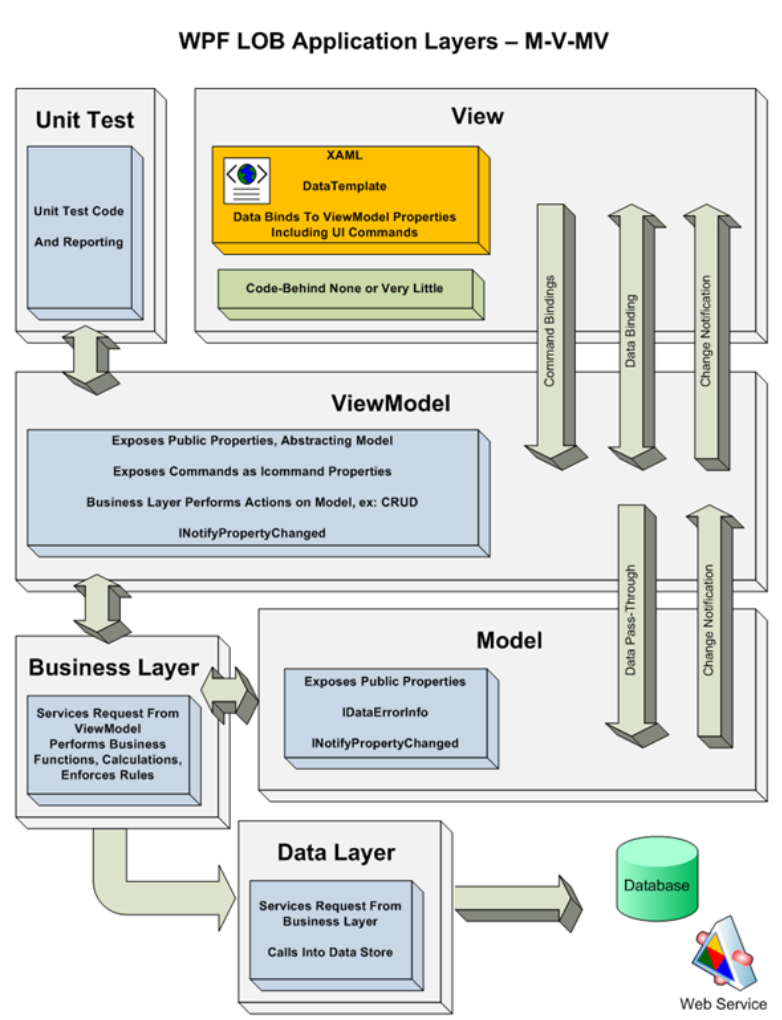 WPF LOB Application Layers – M-V-MV
Unit Test
Unit Test Code
And Reporting
View
XAML
DataTemplate
Data Binds To ViewModel Properties
Including UI Commands
Code-Behind None or Very Little
Command Bindings
Data Binding
Change Notification
ViewModel
Exposes Public Properties, Abstracting Model
Exposes Commands as Icommand Properties
Business Layer Performs Actions on Model, ex: CRUD
INotifyPropertyChanged
Data Pass-Through
Change Notification
Business Layer
Services Request From
ViewModel
Performs Business
Functions, Calculations,
Enforces Rules
Model
Exposes Public Properties
IDataErrorInfo
INotifyPropertyChanged
Data Layer
Services Request From
Business Layer
Calls Into Data Store
Database
Web Service